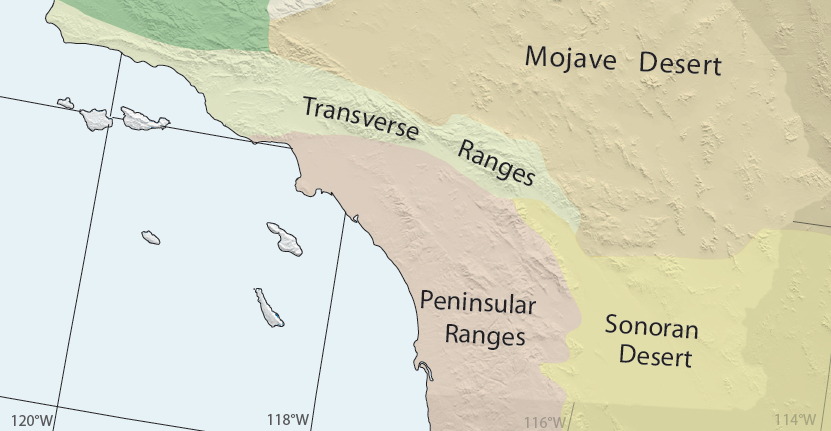 Mojave Desert
Transverse
Ranges
Peninsular
Ranges
Sonoran
Desert
120°W
118°W
116°W
114°W